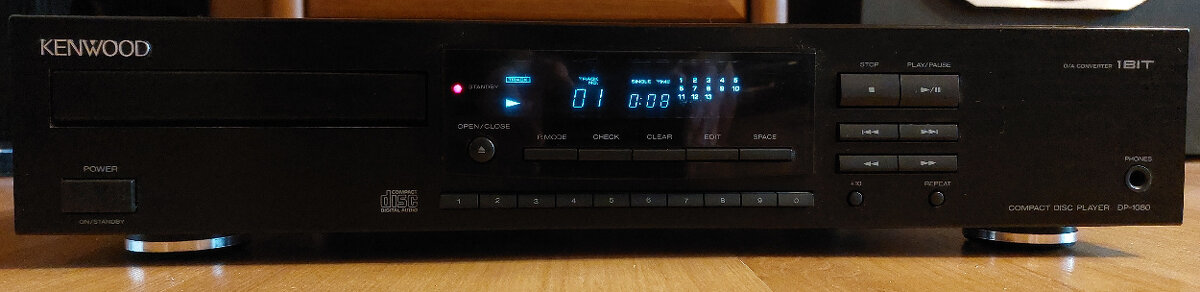 KENWOOD
POWER
ON/STANDBY
COMPACT
disc
DIGITAL AUDIO
STANDBY
TRACK
NO.
01
SINGLE TIME
0:08
1 2 3 4 5
6 7 8 9 10
11 12 13
OPEN/CLOSE
P.MODE CHECK CLEAR EDIT SPACE
1 2 3 4 5 6 7 8 9 0
STOP PLAY/PAUSE
+10 REPEAT
D/A CONVERTER 1BIT
PHONES
COMPACT DISC PLAYER DP-1080